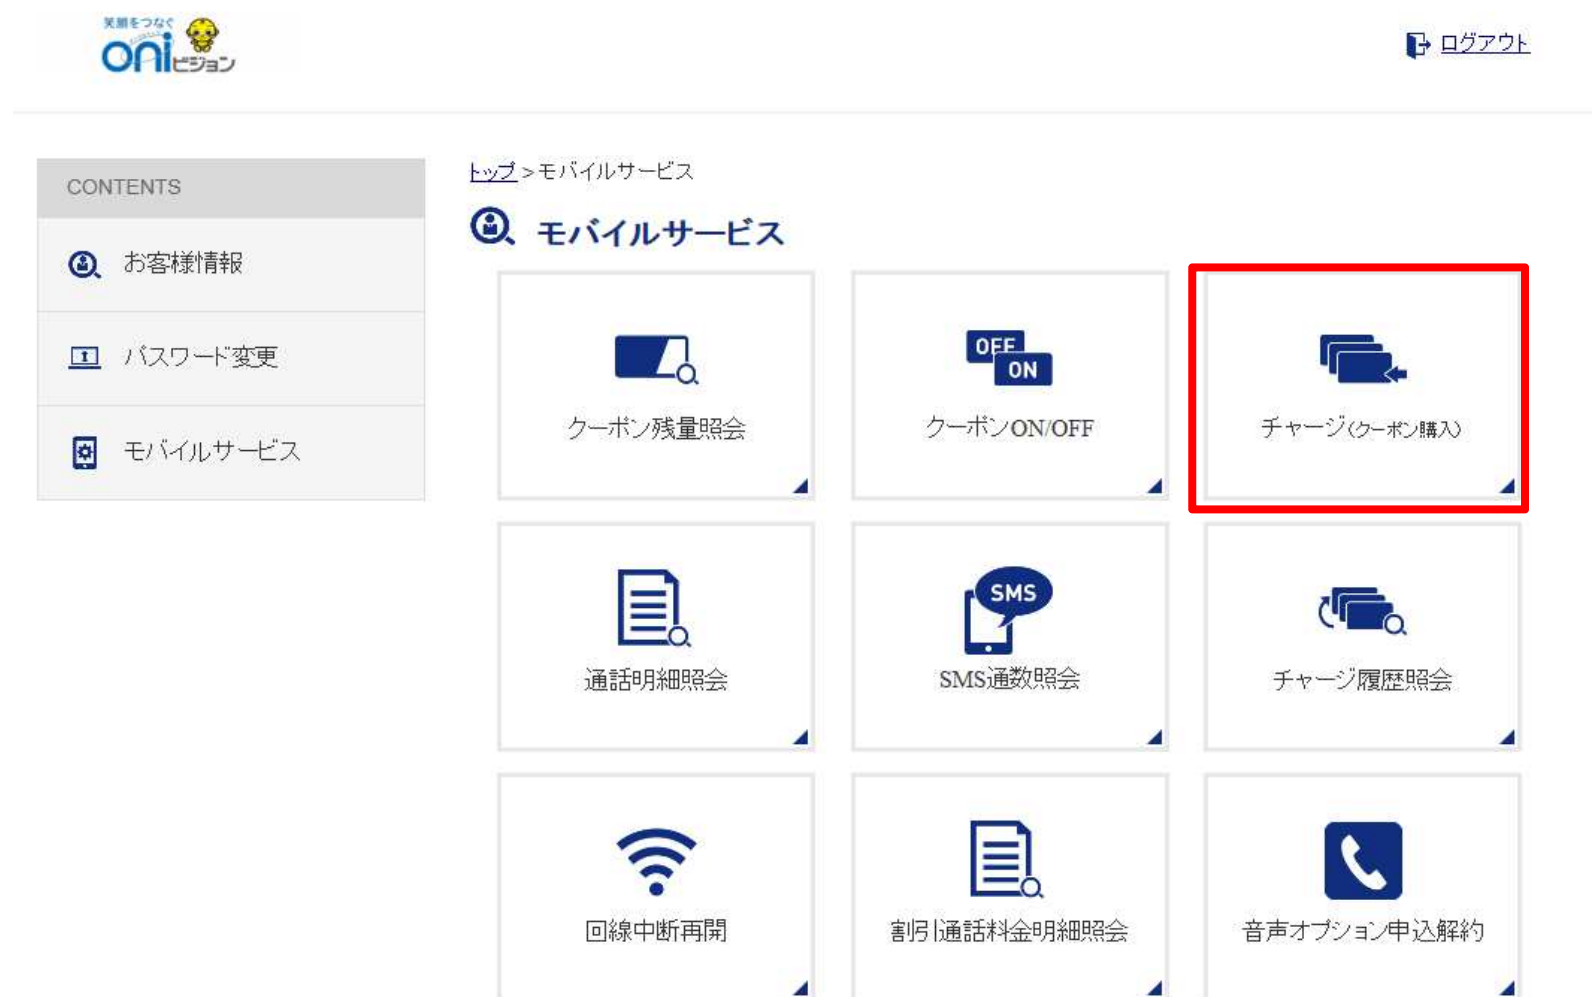 笑顔をつなぐ
oniビジョン
ログアウト
CONTENTS
お客様情報
パスワード変更
モバイルサービス
トップ>モバイルサービス
モバイルサービス
クーポン残量照会
OFF
ON
クーポンON/OFF
チャージ(クーポン購入)
通話明細照会
SMS
SMS通数照会
チャージ履歴照会
回線中断再開
割引通話料金明細照会
音声オプション申込解約